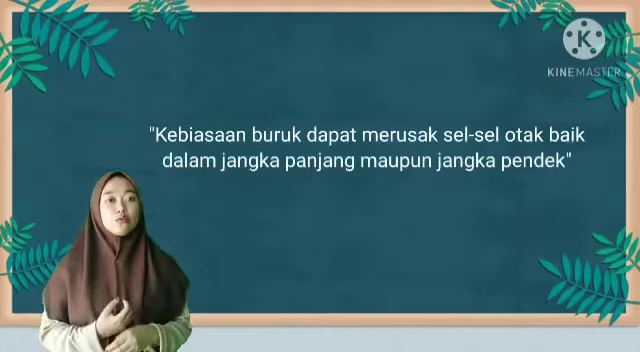 KINEMASTER
"Kebiasaan buruk dapat merusak sel-sel otak baik
dalam jangka panjang maupun jangka pendek"